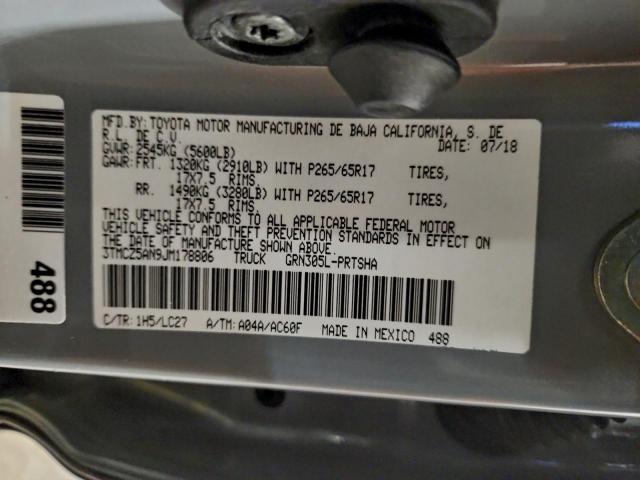 MFD.BY:TOYOTA MOTOR MANUFACTURING DE BAJA CALIFORNIA, S. DE
R.L. DE C.V. DATE: 07/18
GVWR: 2545KG (5600LB)
GAWR:FRT. 1320KG (2910LB) WITH P265/65R17 TIRES,
17X7.5 RIMS.
RR. 1490KG (3280LB) WITH P265/65R17 TIRES,
17X7.5 RIMS.
THIS VEHICLE CONFORMS TO ALL APPLICABLE FEDERAL MOTOR
VEHICLE SAFETY AND THEFT PREVENTION STANDARDS IN EFFECT ON
THE DATE OF MANUFACTURE SHOWN ABOVE.
3TMCZ5AN9JM178806 TRUCK GRN305L-PRTSHA
C/TR: 1H5/LC27 A/TM: A04A/AC60F MADE IN MEXICO 488
488